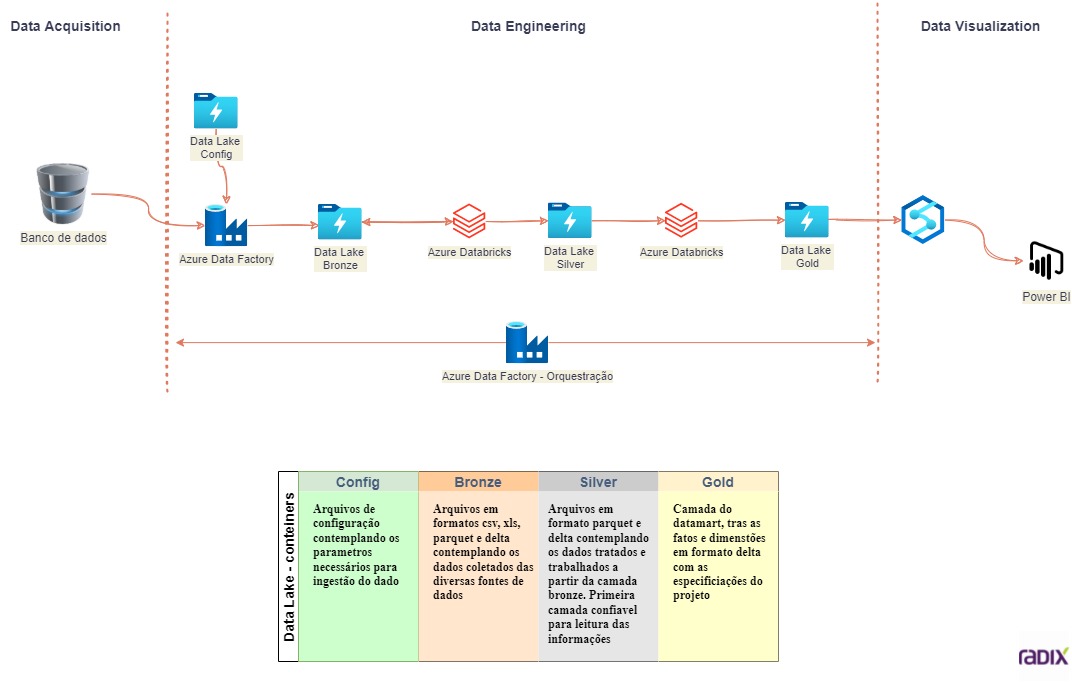 Data Acquisition
Data Engineering
Data Visualization
Data Lake
Config
Banco de dados
Azure Data Factory
Data Lake
Bronze
Azure Databricks
Data Lake
Silver
Azure Databricks
Data Lake
Gold
Power BI
Azure Data Factory - Orquestração
Data Lake - conteiners
Config
Arquivos de
configuração
contemplando os
parametros
necessários para
ingestão do dado
Bronze
Arquivos em
formatos csv, xls,
parquet e delta
contemplando os
dados coletados das
diversas fontes de
dados
Silver
Arquivos em
formato parquet e
delta contemplando
os dados tratados e
trabalhados a
partir da camada
bronze. Primeira
camada confiavel
para leitura das
informações
Gold
Camada do
datamart, tras as
fatos e dimenstões
em formato delta
com as
especificiações do
projeto
radix